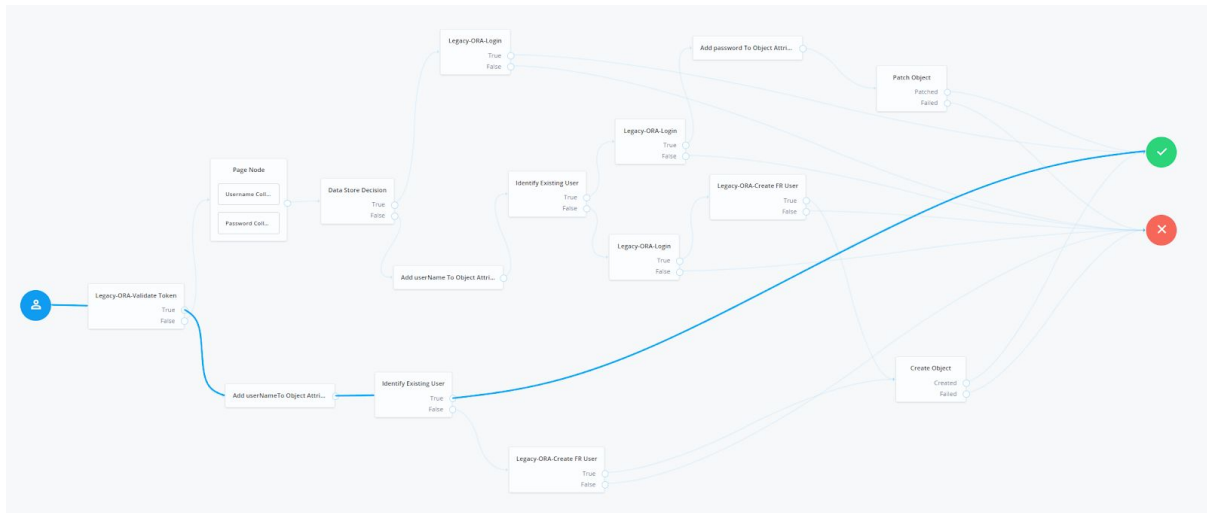 Legacy-ORA-Login
True
False
Add password To Object Attri...
Patch Object
Patched
Failed
Legacy-ORA-Login
True
False
Page Node
Username Coll...
Password Coll...
Data Store Decision
True
False
Identify Existing User
True
False
Legacy-ORA-Create FR User
True
False
Legacy-ORA-Login
True
False
Add userName To Object Attri...
Legacy-ORA-Validate Token
True
False
Add userNameTo Object Attri...
Identify Existing User
True
False
Create Object
Created
Failed
Legacy-ORA-Create FR User
True
False